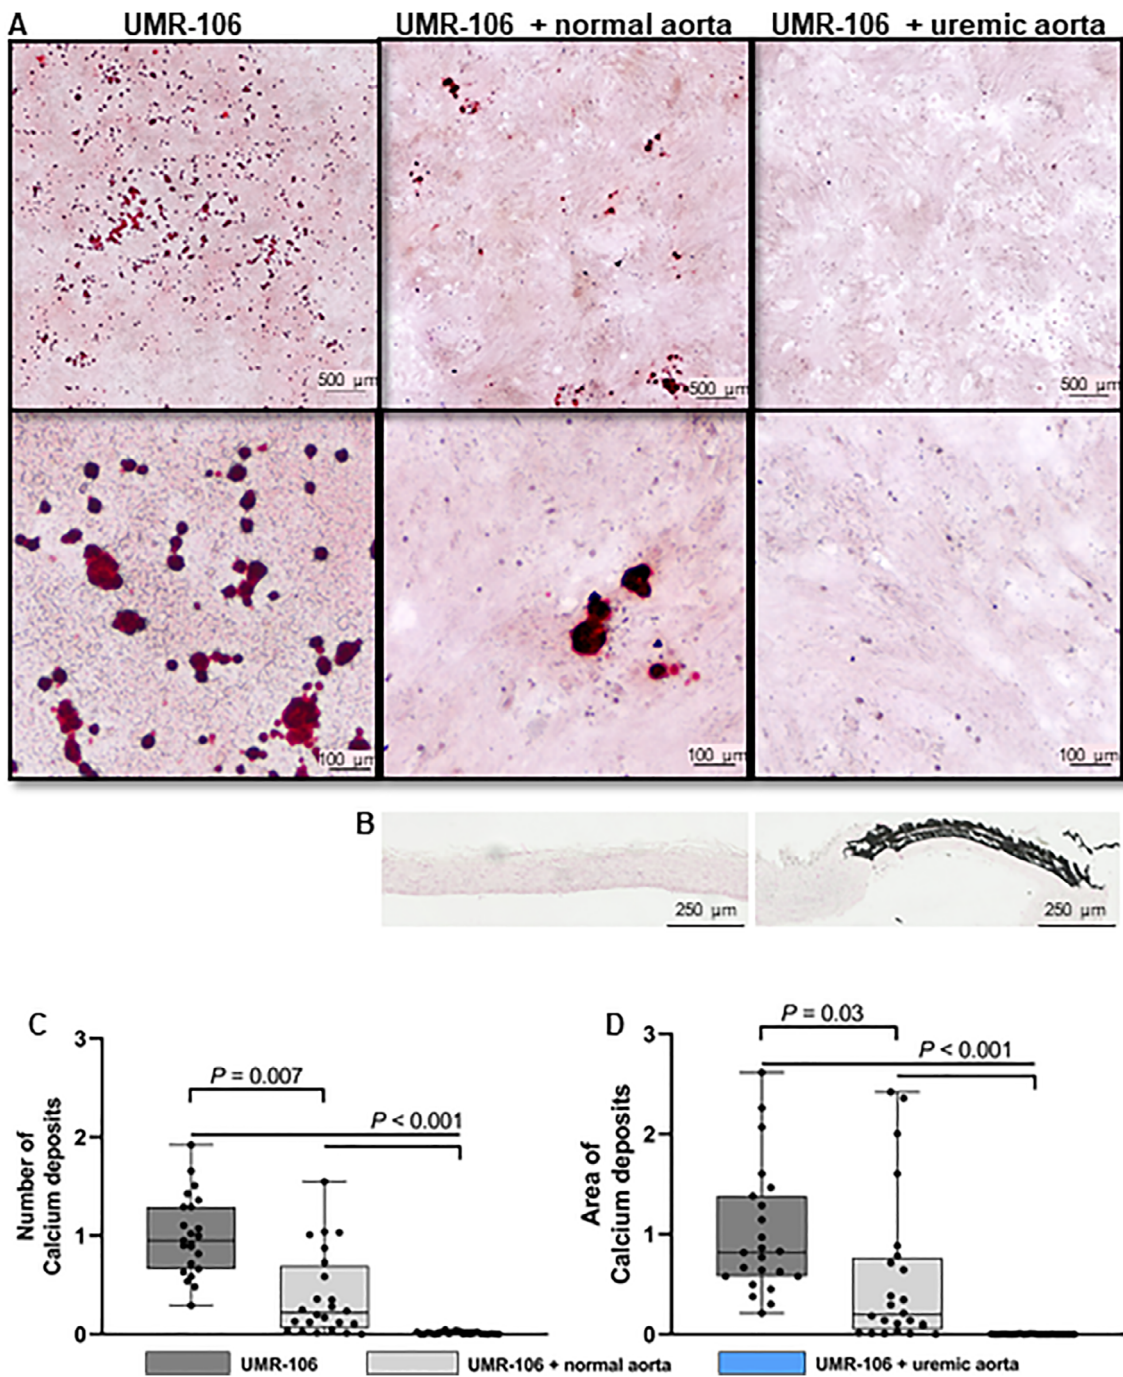 A
UMR-106
UMR-106 + normal aorta
UMR-106 + uremic aorta
500 µm
500 µm
500 µm
100 µm
100 µm
100 µm
B
250 µm
250 µm
C
Number of
Calcium deposits
3
2
1
0
P = 0.007
P < 0.001
D
Area of
Calcium deposits
3
2
1
0
P = 0.03
P < 0.001
UMR-106
UMR-106 + normal aorta
UMR-106 + uremic aorta